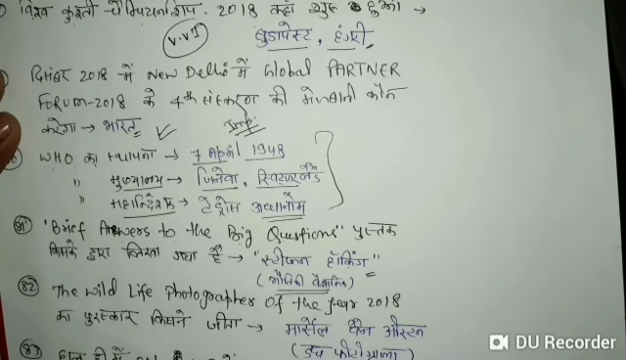 विश्व कुश्ती चैम्पियनशिप. 2018 कहाँ शुरू हुआ →
V.V.I
बुडापेस्ट, हंगरी
दिसंबर 2018 में New Delhi में Global PARTNER
FORUM-2018 के 4th संस्करण की मेजबानी कौन
करेगा → भारत
Imp.
WHO का स्थापना → 7 April 1948
" मुख्यालय → जिनेवा, स्विटजरलैंड
" महानिदेशक → टेड्रोस अधानोम
81 "Brief Answers to the Big Questions" पुस्तक
किसके द्वारा लिखा गया है → "स्टीफन हॉकिंग"
(भौतिकी वैज्ञानिक)
82 The Wild Life Photographer of the year 2018
का पुरस्कार किसने जीता → मार्सेल वैन ओस्टन
(डच फोटोग्राफर)
83 हाल ही में
DU Recorder